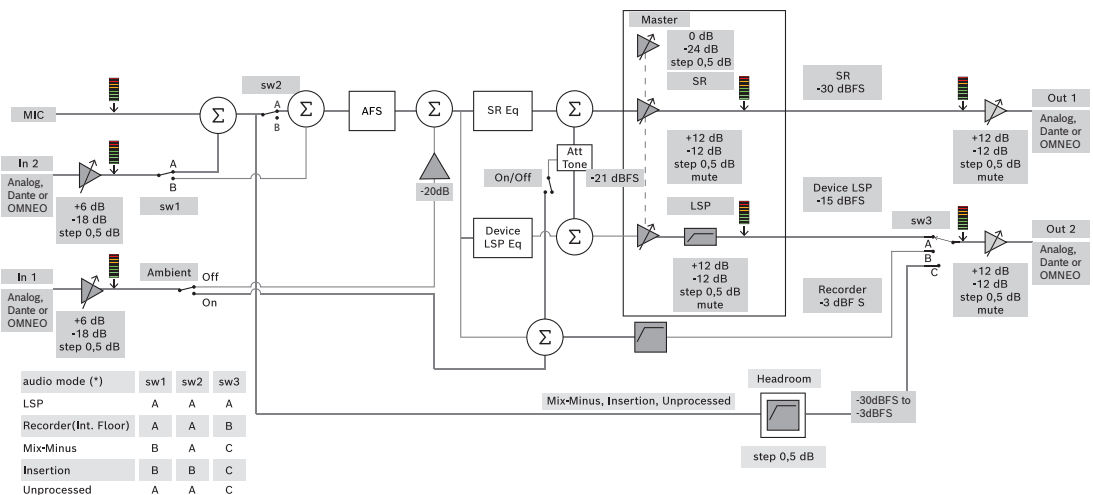 Master
0 dB
-24 dB
step 0,5 dB
SR
SR
-30 dBFS
sw2
A
B
Σ
Σ
AFS
Σ
SR Eq
Σ
MIC
Out 1
Analog,
Dante or
OMNEO
+12 dB
-12 dB
step 0,5 dB
mute
+12 dB
-12 dB
step 0,5 dB
mute
In 2
Analog,
Dante or
OMNEO
A
B
sw1
+6 dB
-18 dB
step 0,5 dB
-20dB
On/Off
Att
Tone
-21 dBFS
Device LSP
-15 dBFS
LSP
Device
LSP Eq
Σ
sw3
A
B
C
Out 2
Analog,
Dante or
OMNEO
+12 dB
-12 dB
step 0,5 dB
mute
+12 dB
-12 dB
step 0,5 dB
mute
In 1
Analog,
Dante or
OMNEO
Ambient
Off
On
+6 dB
-18 dB
step 0,5 dB
Recorder
-3 dBF S
Σ
Headroom
Mix-Minus, Insertion, Unprocessed
-30dBFS to
-3dBFS
step 0,5 dB
audio mode (*) sw1 sw2 sw3
LSP A A A
Recorder(Int. Floor) A A B
Mix-Minus B A C
Insertion B B C
Unprocessed A A C